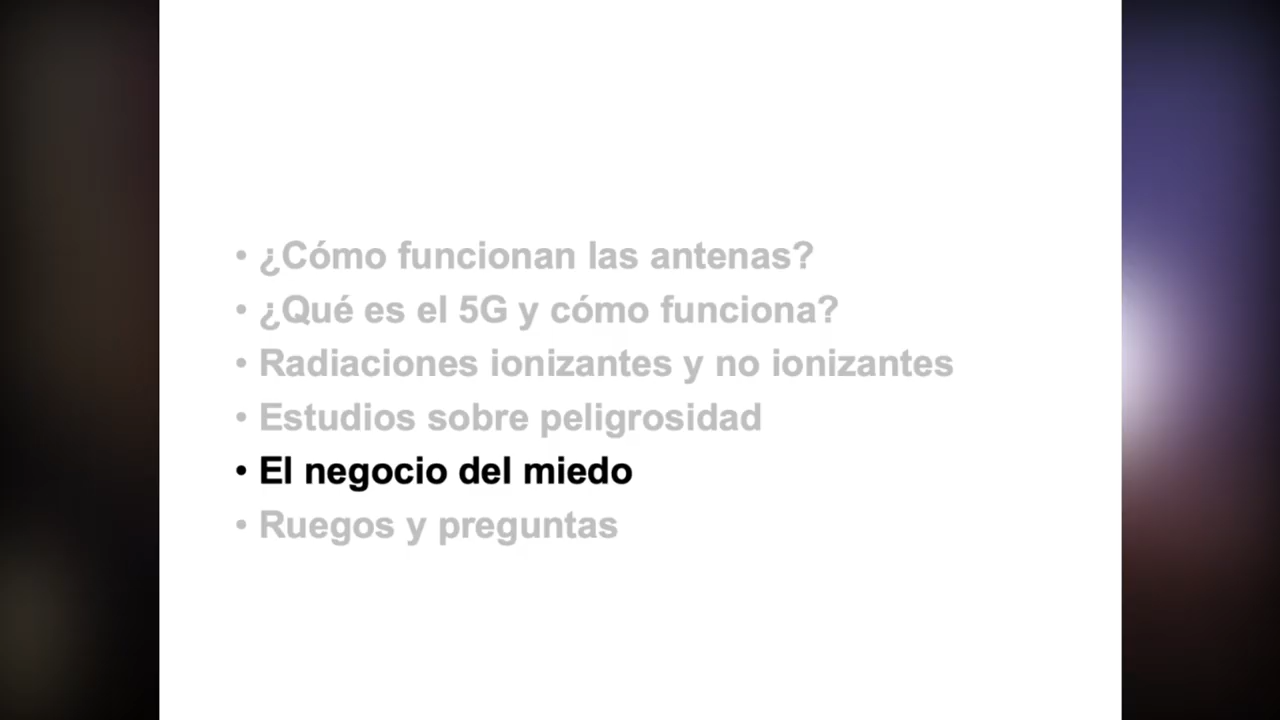 • ¿Cómo funcionan las antenas?
• ¿Qué es el 5G y cómo funciona?
• Radiaciones ionizantes y no ionizantes
• Estudios sobre peligrosidad
• El negocio del miedo
• Ruegos y preguntas